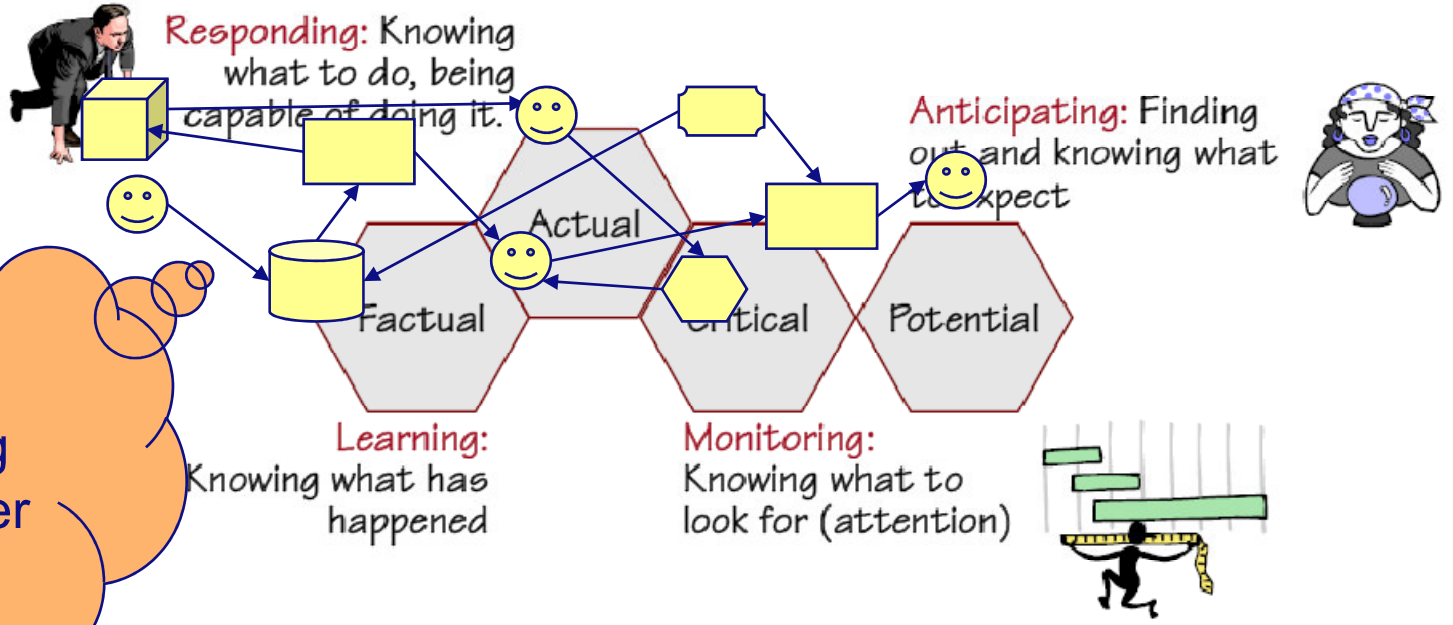 Responding: Knowing
what to do, being
capable of doing it.
Anticipating: Finding
out and knowing what
to expect
Actual
Factual
Critical
Potential
Learning:
Knowing what has
happened
Monitoring:
Knowing what to
look for (attention)